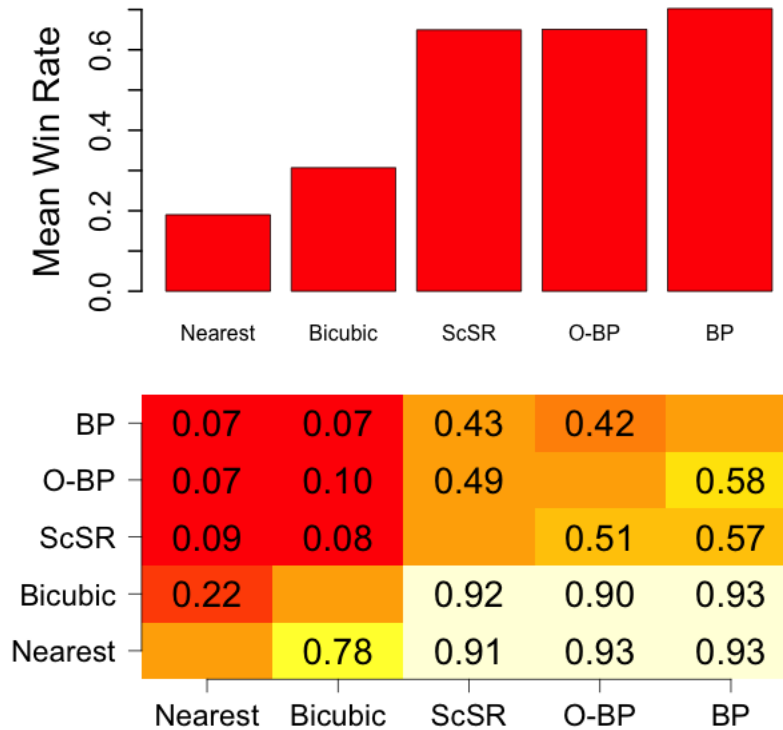 Mean Win Rate
0.6
0.4
0.2
0.0
Nearest Bicubic ScSR O-BP BP
BP 0.07 0.07 0.43 0.42
O-BP 0.07 0.10 0.49 0.58
ScSR 0.09 0.08 0.51 0.57
Bicubic 0.22 0.92 0.90 0.93
Nearest 0.78 0.91 0.93 0.93
Nearest Bicubic ScSR O-BP BP